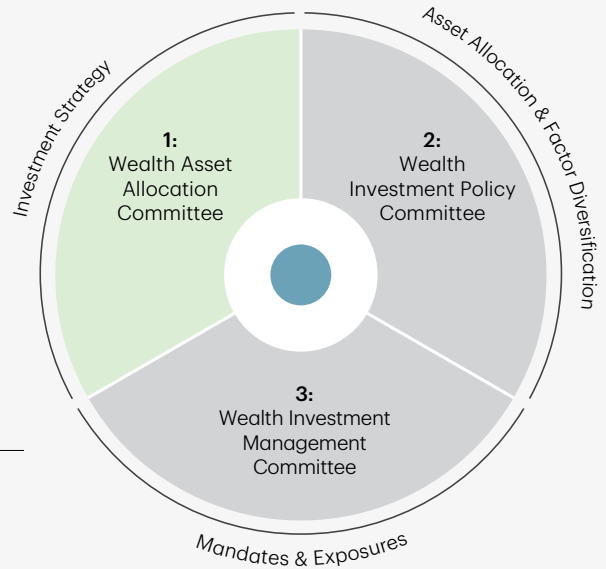 Investment Strategy
Asset Allocation & Factor Diversification
1:
Wealth Asset
Allocation
Committee
2:
Wealth
Investment Policy
Committee
3:
Wealth Investment
Management
Committee
Mandates & Exposures